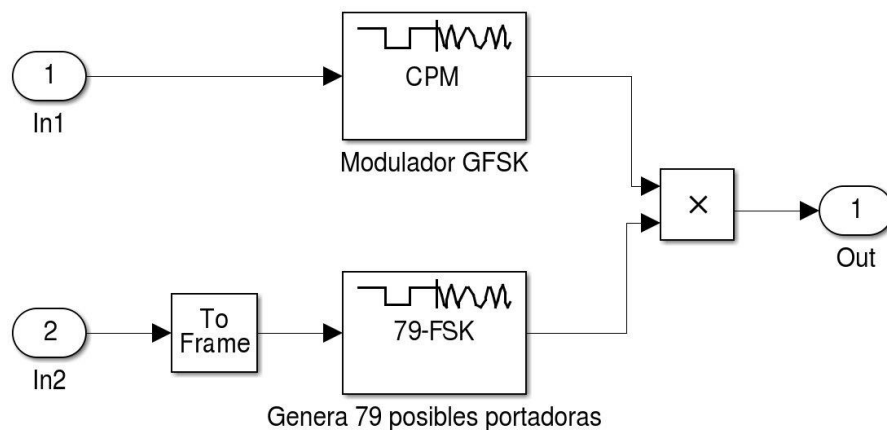 1
In1
CPM
Modulador GFSK
×
1
Out
2
In2
To
Frame
79-FSK
Genera 79 posibles portadoras